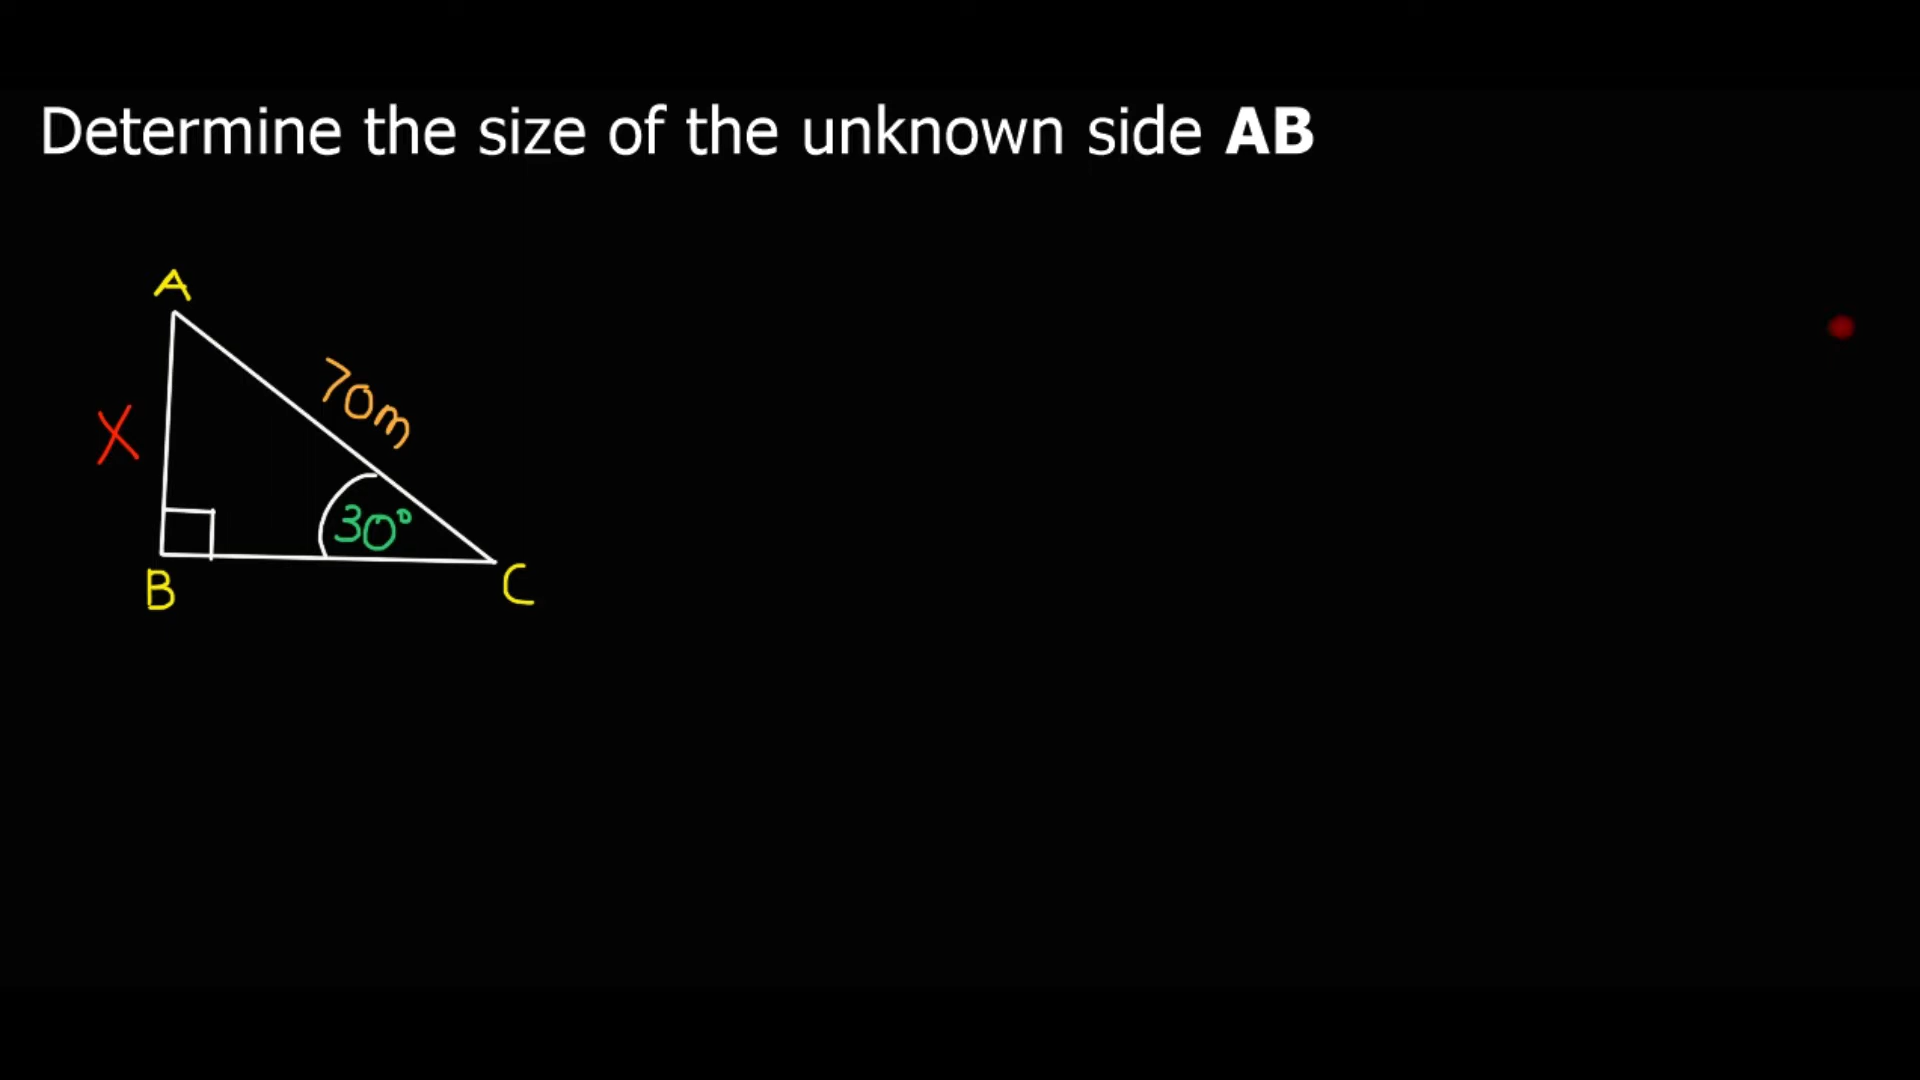 Determine the size of the unknown side AB
A
70m
X
30°
B
C